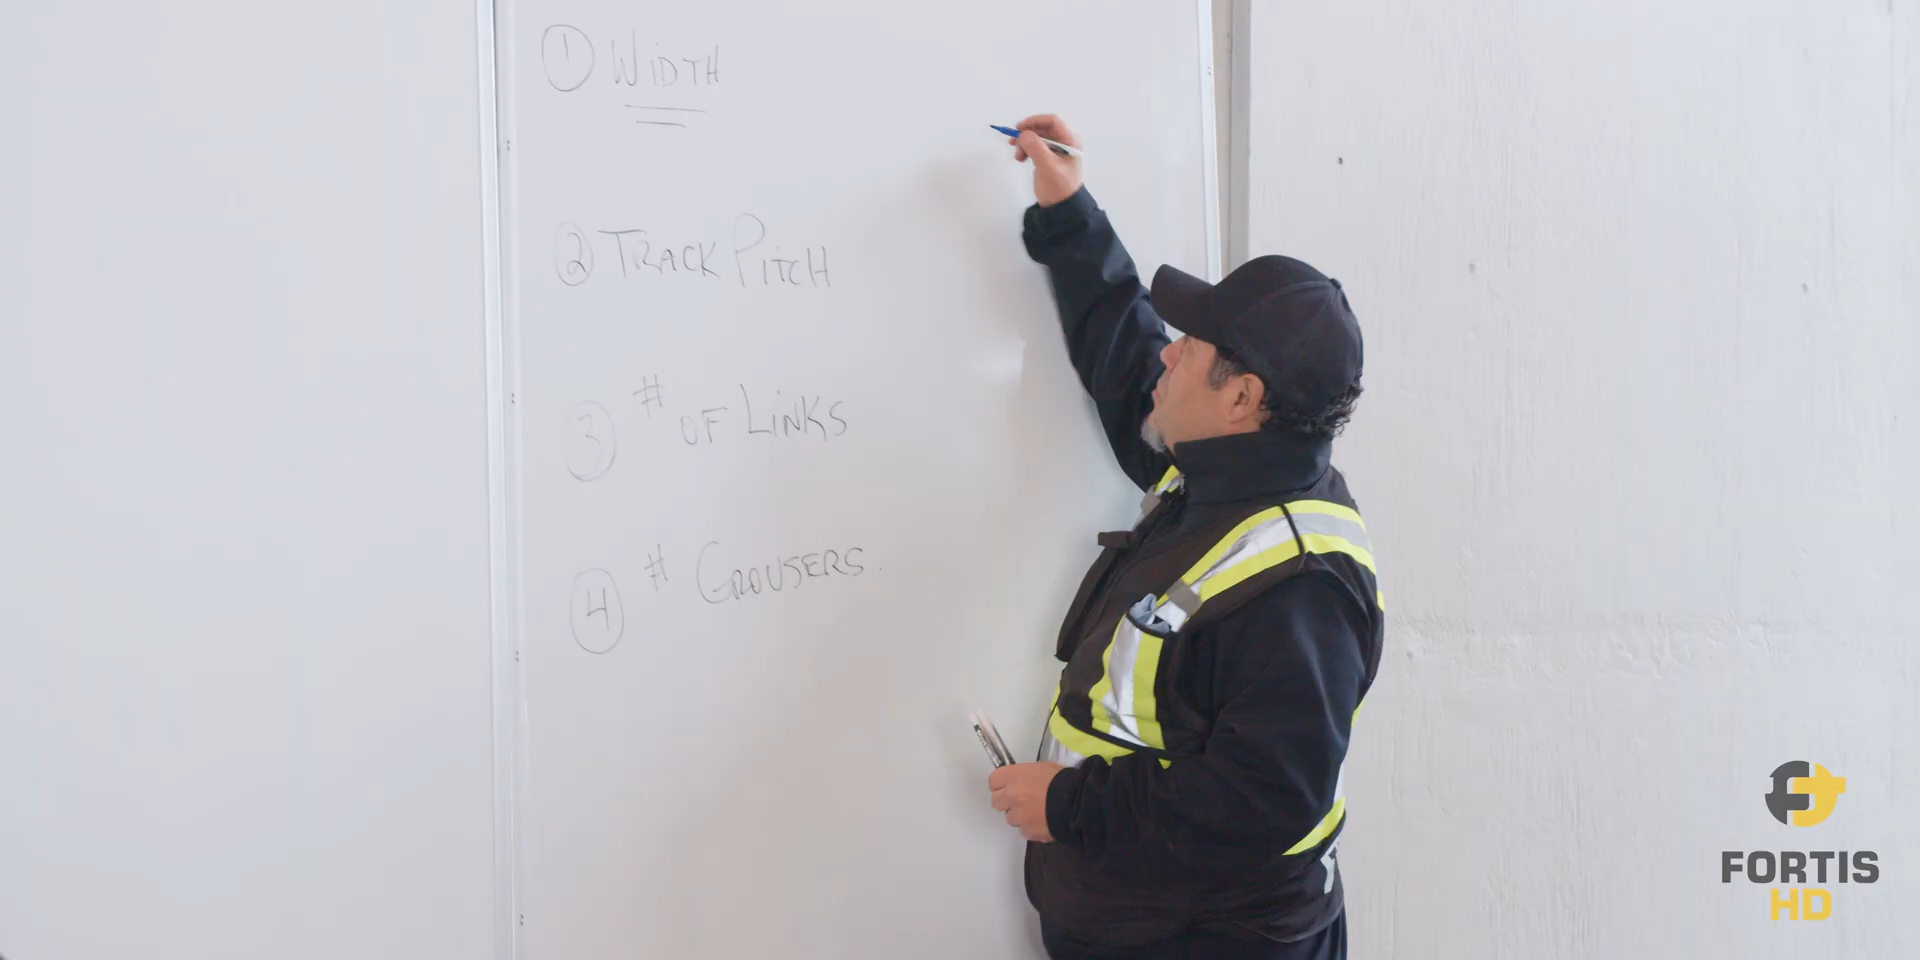 1 WiDTH
2 TRACK PiTCH
3 # OF LiNKS
4 # GROUSERS.
FORTIS
HD